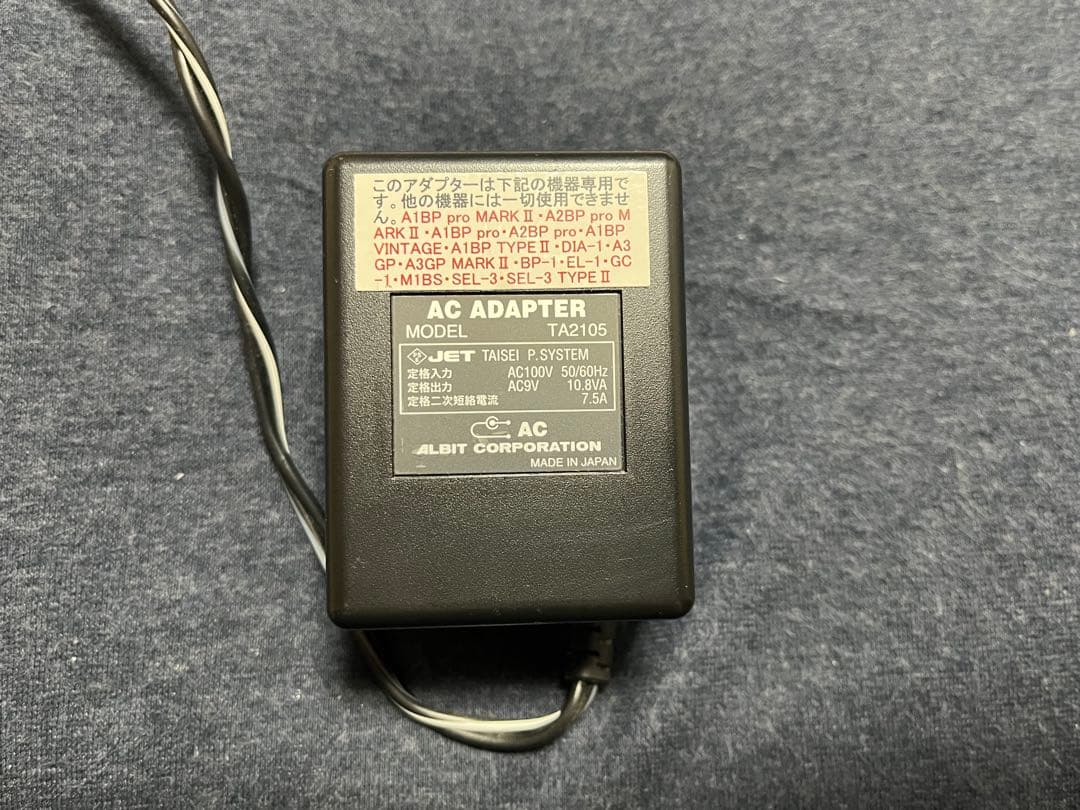 このアダプターは下記の機器専用で
す。他の機器には一切使用できませ
ん。A1BP pro MARKⅡ・A2BP pro M
ARKⅡ・A1BP pro・A2BP pro・A1BP
VINTAGE・A1BP TYPEⅡ・DIA-1・A3
GP・A3GP MARKⅡ・BP-1・EL-1・GC
-1・M1BS・SEL-3・SEL-3 TYPEⅡ
AC ADAPTER
MODEL TA2105
JET TAISEI P.SYSTEM
定格入力 AC100V 50/60Hz
定格出力 AC9V 10.8VA
定格二次短絡電流 7.5A
AC
ALBIT CORPORATION
MADE IN JAPAN